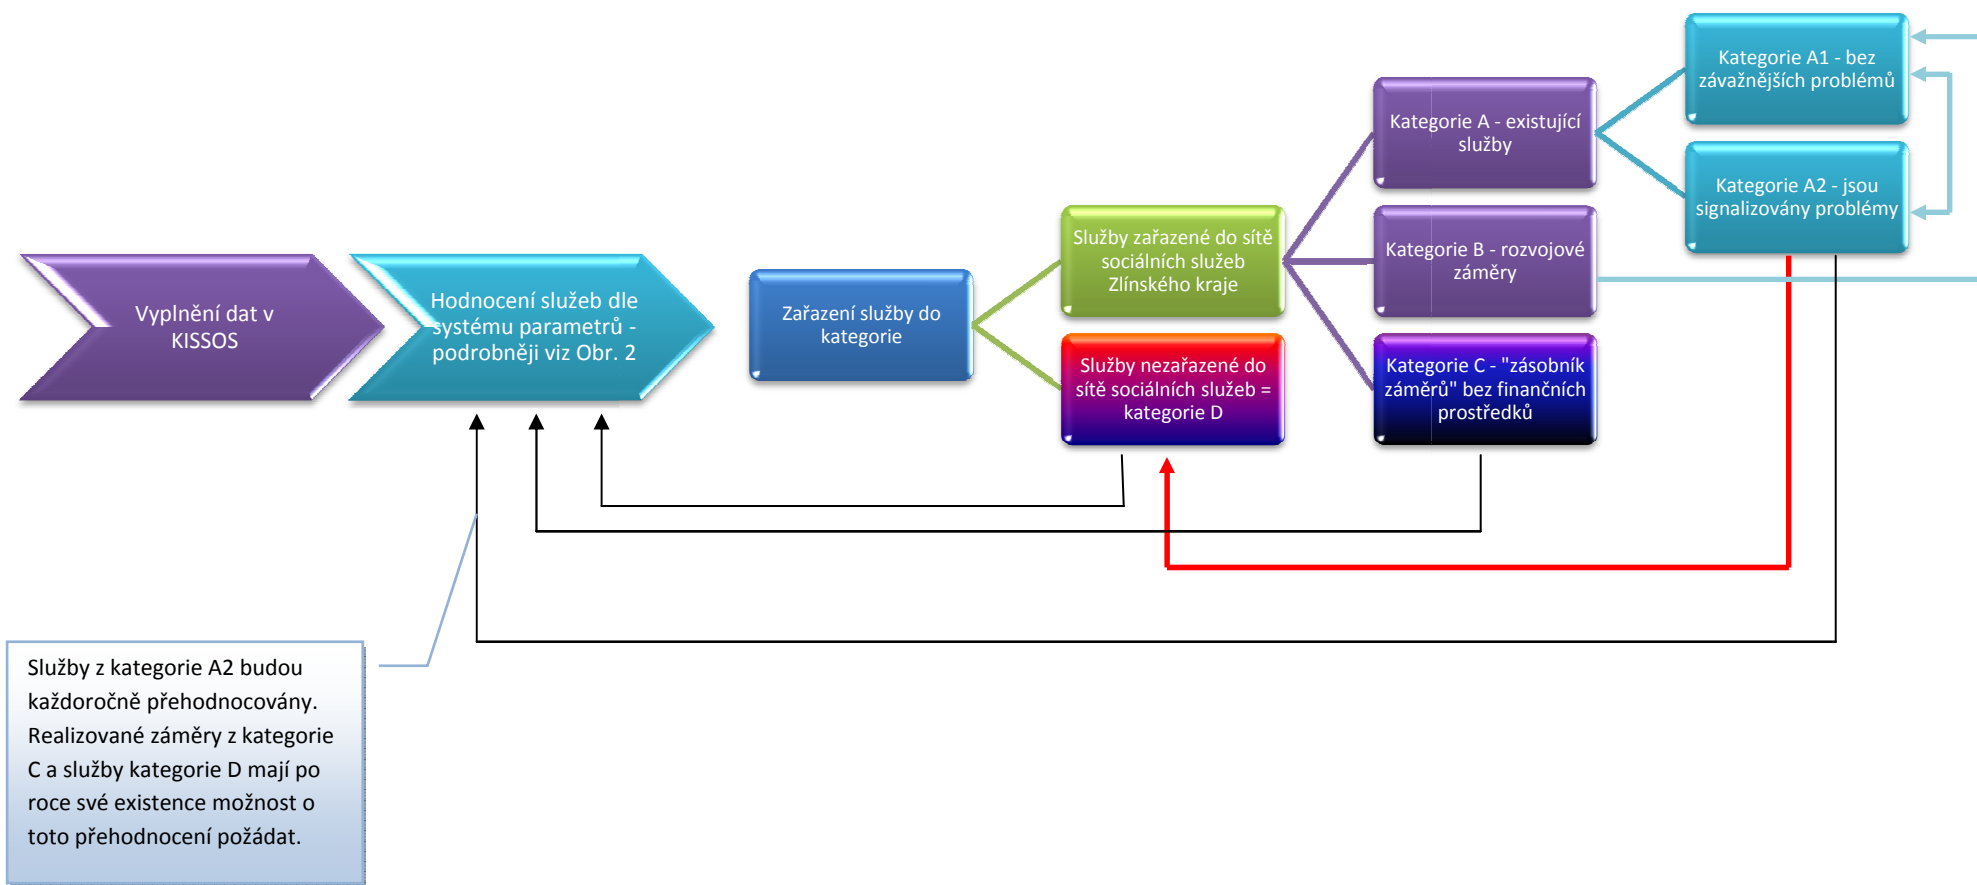 Vyplnění dat v
KISSOS
Hodnocení služeb dle
systému parametrů -
podrobněji viz Obr. 2
Zařazení služby do
kategorie
Služby zařazené do sítě
sociálních služeb
Zlínského kraje
Služby nezařazené do
sítě sociálních služeb =
kategorie D
Kategorie A - existující
služby
Kategorie B - rozvojové
záměry
Kategorie C - "zásobník
záměrů" bez finančních
prostředků
Kategorie A1 - bez
závažnějších problémů
Kategorie A2 - jsou
signalizovány problémy
Služby z kategorie A2 budou
každoročně přehodnocovány.
Realizované záměry z kategorie
C a služby kategorie D mají po
roce své existence možnost o
toto přehodnocení požádat.